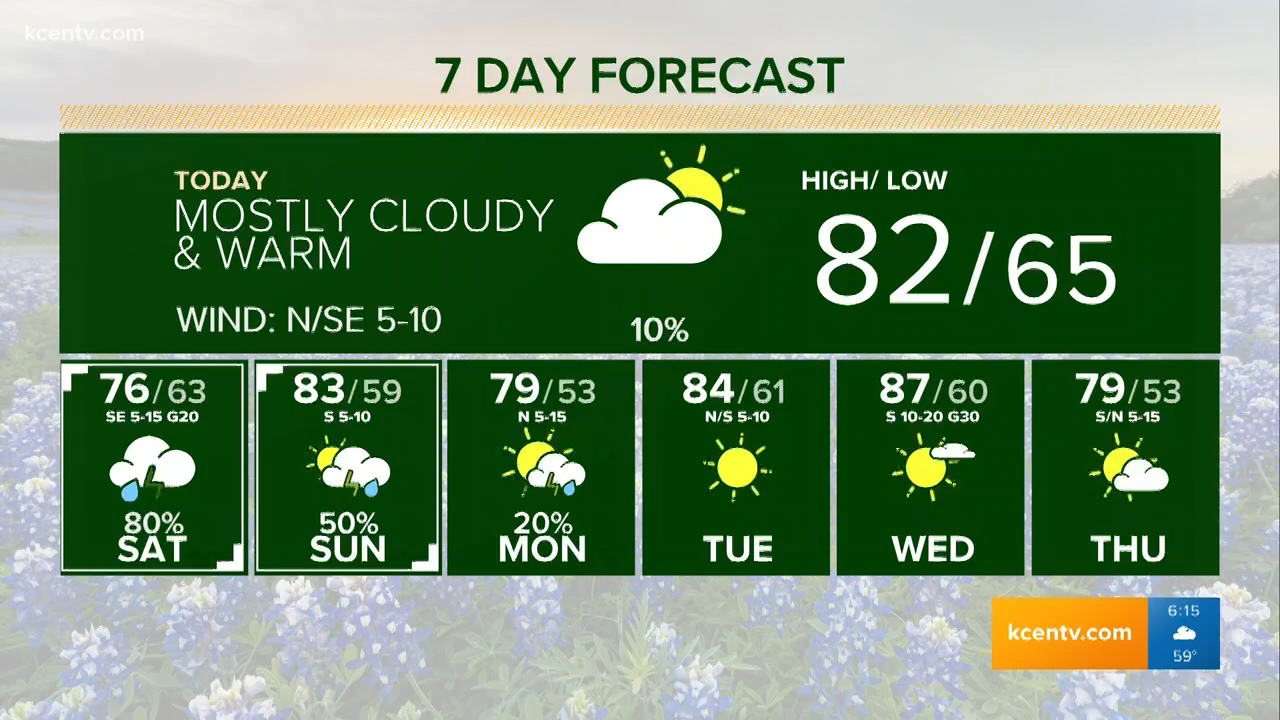 kcentv.com
7 DAY FORECAST
TODAY
MOSTLY CLOUDY
& WARM
WIND: N/SE 5-10
10%
HIGH/ LOW
82/65
76/63
SE 5-15 G20
80%
SAT
83/59
S 5-10
50%
SUN
79/53
N 5-15
20%
MON
84/61
N/S 5-10
TUE
87/60
S 10-20 G30
WED
79/53
S/N 5-15
THU
kcentv.com
6:15
59°